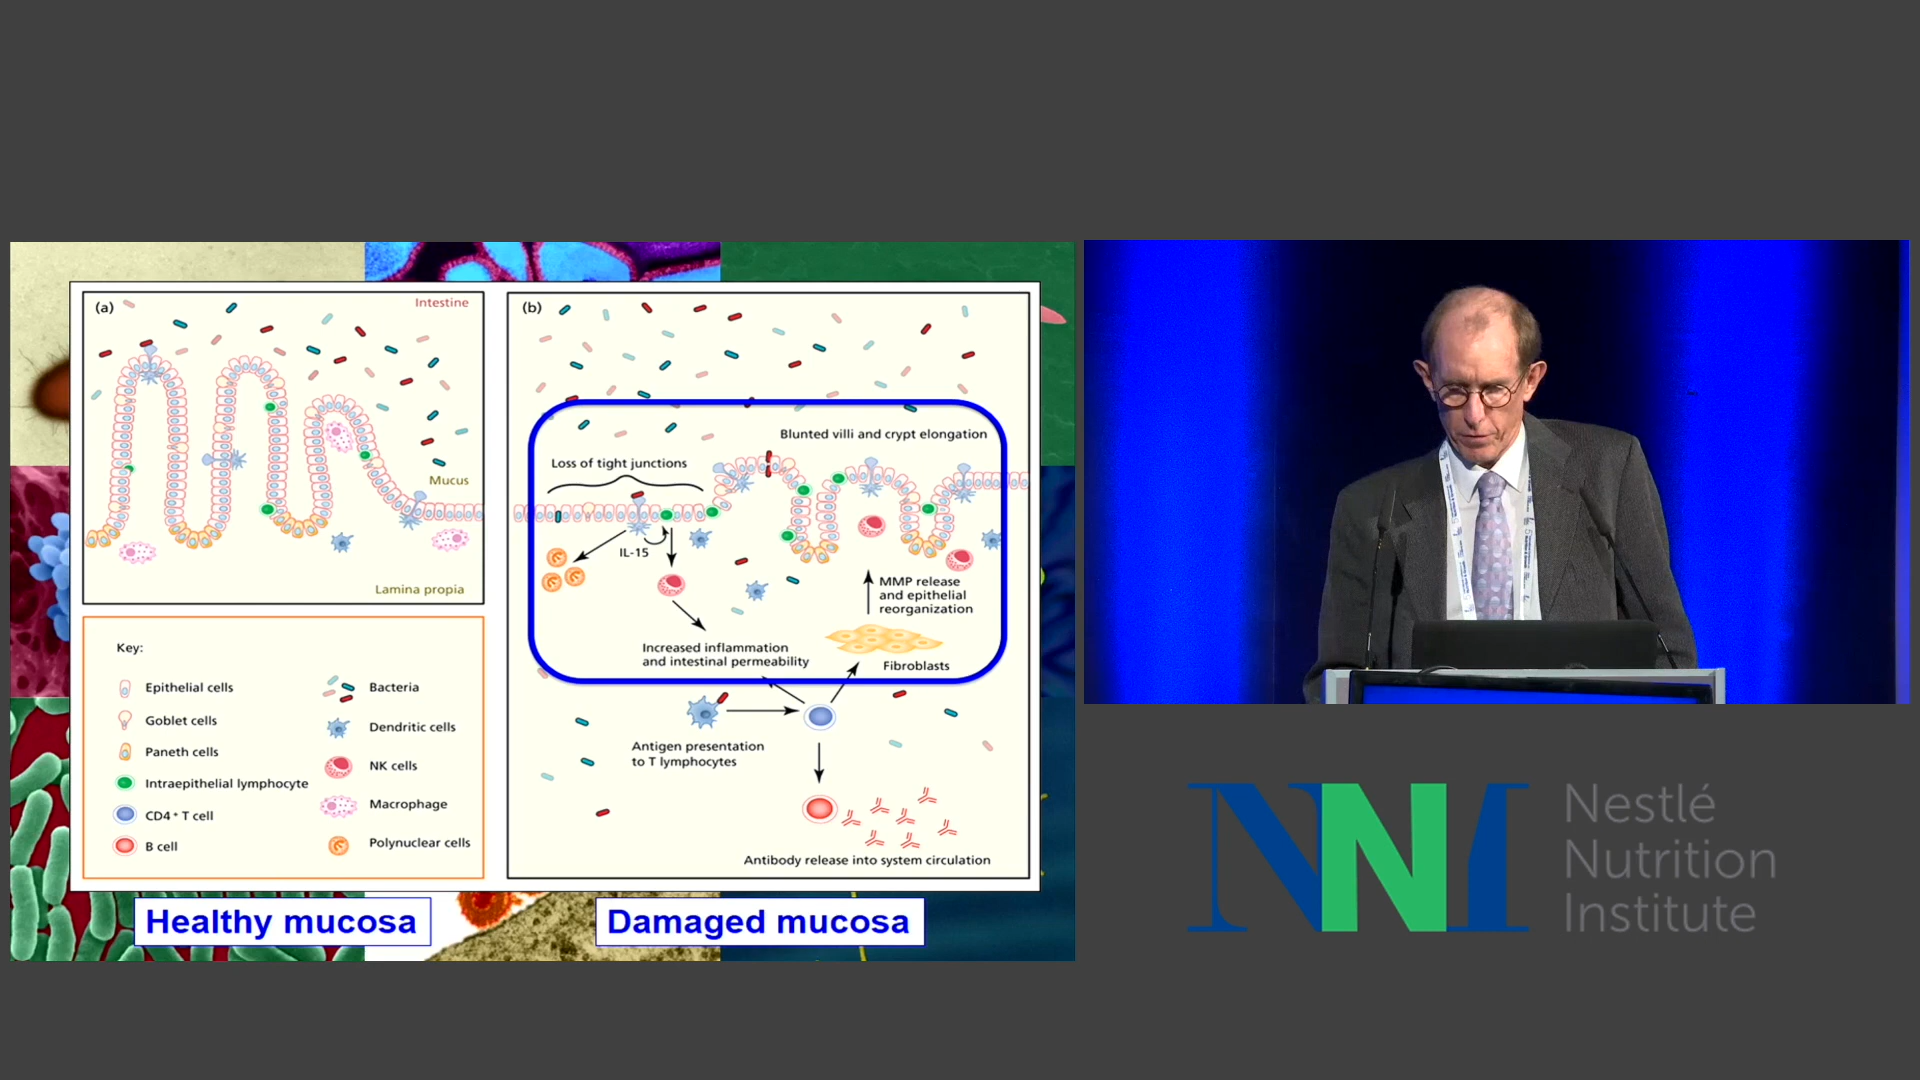 (a)
Intestine
Mucus
Lamina propia
Key:
Epithelial cells
Goblet cells
Paneth cells
Intraepithelial lymphocyte
CD4+ T cell
B cell
Bacteria
Dendritic cells
NK cells
Macrophage
Polynuclear cells
(b)
Blunted villi and crypt elongation
Loss of tight junctions
IL-15
MMP release
and epithelial
reorganization
Increased inflammation
and intestinal permeability
Fibroblasts
Antigen presentation
to T lymphocytes
Antibody release into system circulation
Healthy mucosa
Damaged mucosa
NNI
Nestlé
Nutrition
Institute